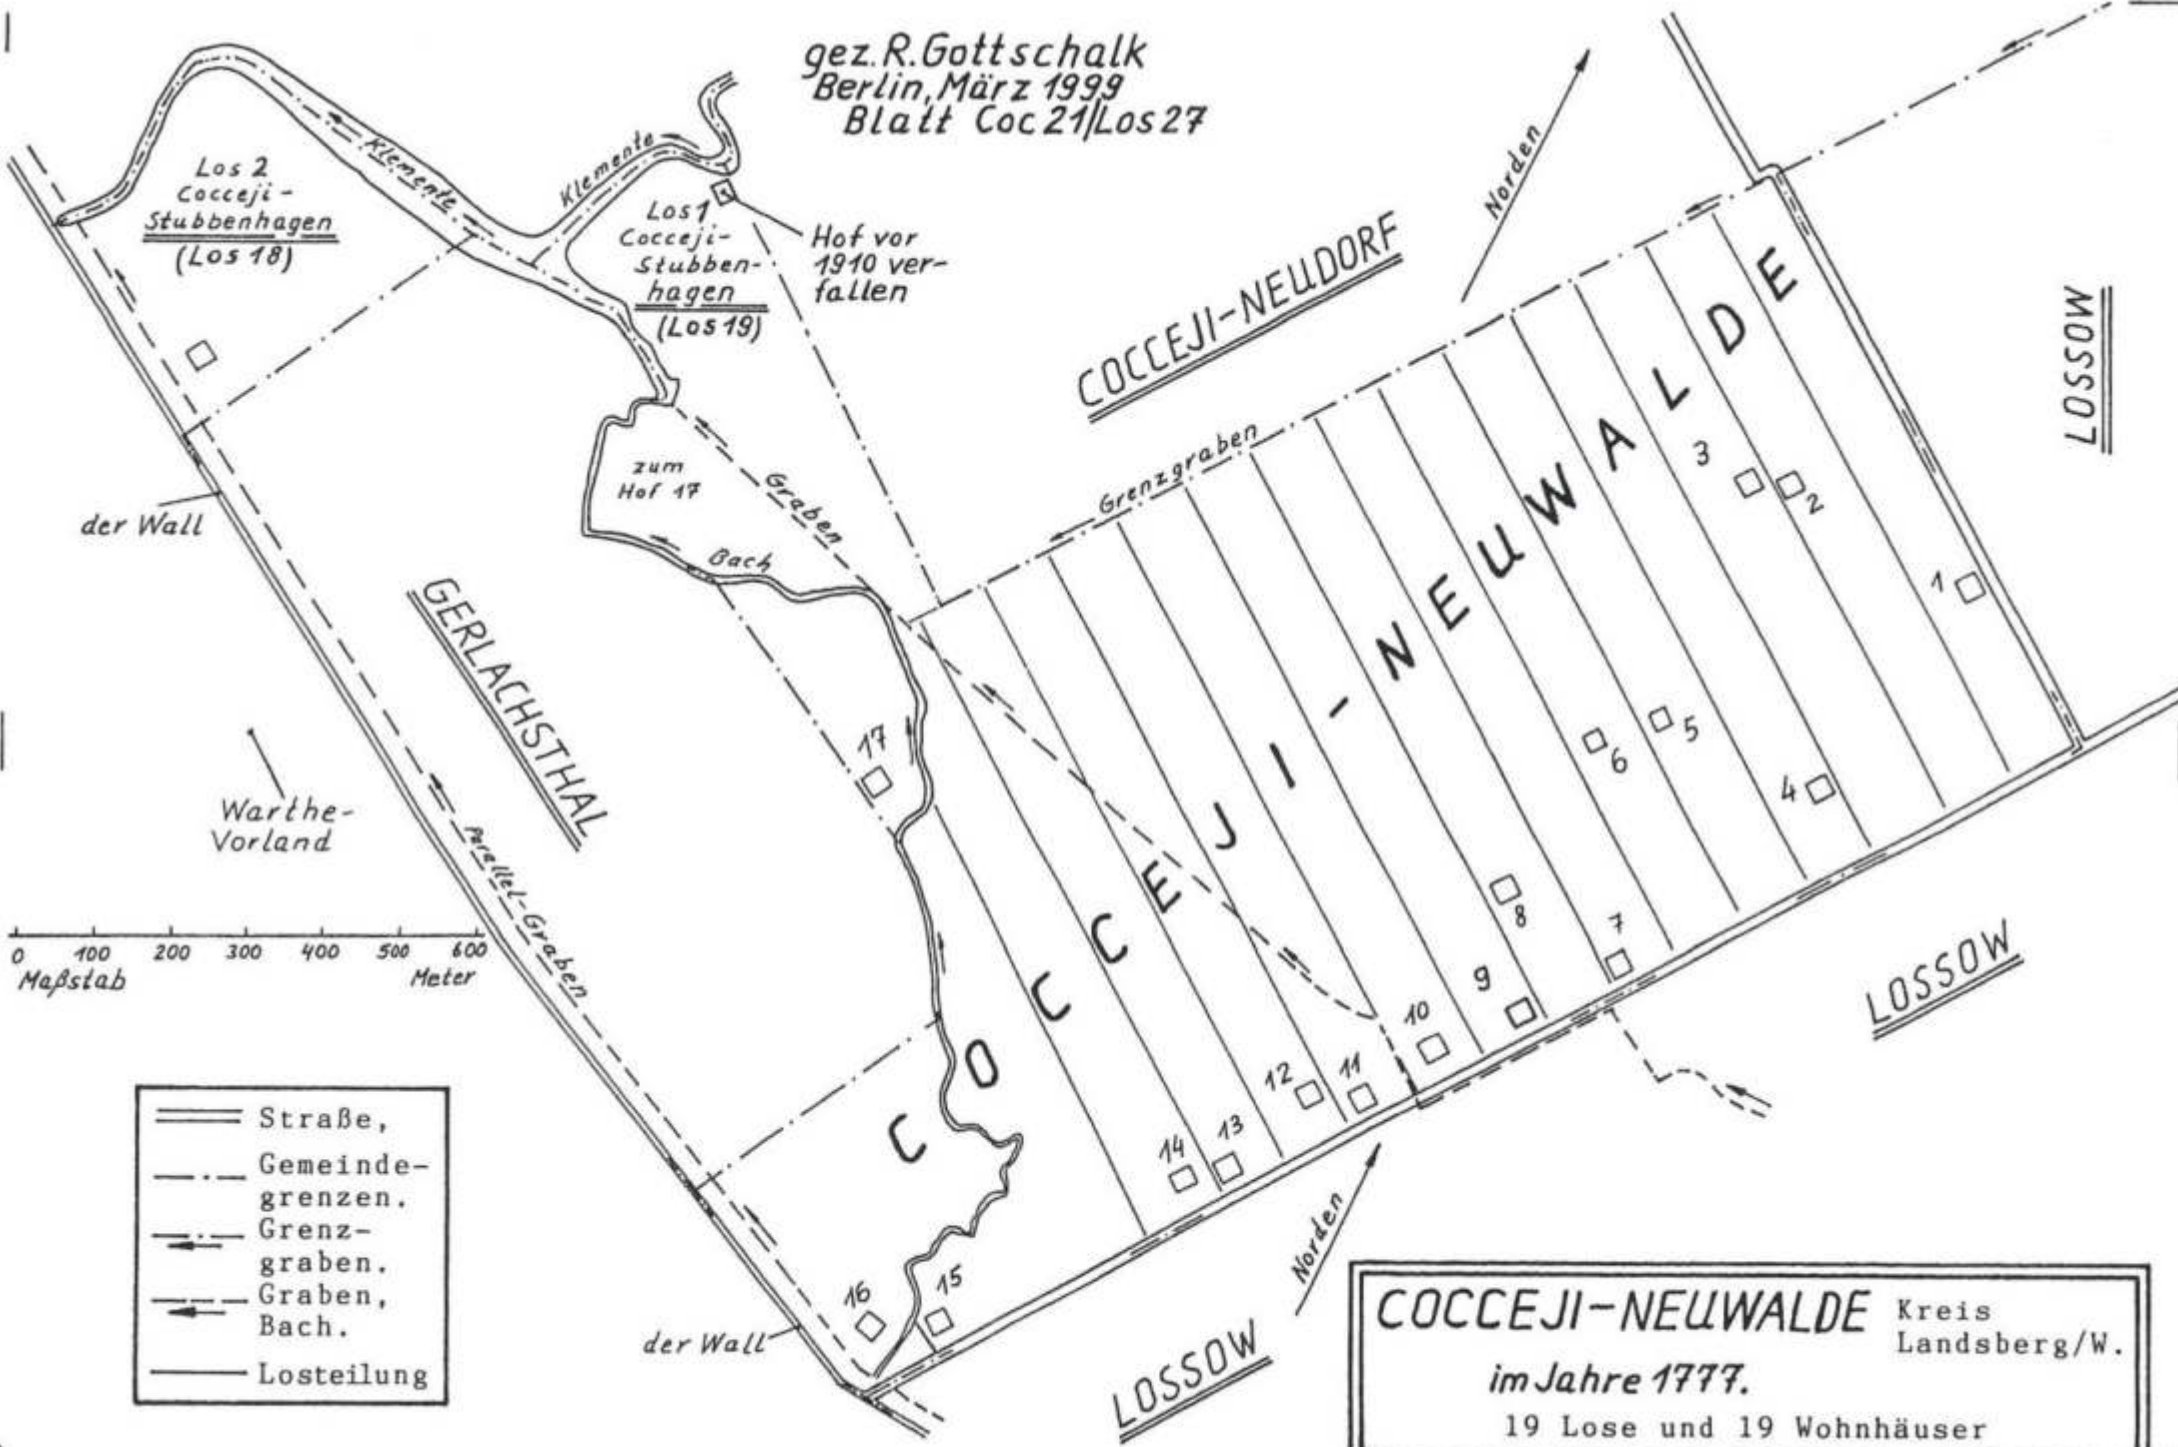 gez. R. Gottschalk
Berlin, März 1999
Blatt Coc 21/Los 27
Norden
Klemente
Klemente
Los 2
Cocceji-
Stubbenhagen
(Los 18)
Los 1
Cocceji-
Stubben-
hagen
(Los 19)
Hof vor
1910 ver-
fallen
COCCEJI-NEUDORF
LOSSOW
der Wall
zum
Hof 17
Graben
Bach
Grenzgraben
GERLACHSTHAL
COCCEJI-NEUWALDE
3
2
1
17
6
5
4
8
7
9
10
12
11
14
13
16
15
Warthe-
Vorland
Parallel-Graben
0 100 200 300 400 500 600
Maßstab Meter
LOSSOW
Norden
der Wall
LOSSOW
Straße,
Gemeinde-
grenzen.
Grenz-
graben.
Graben,
Bach.
Losteilung
COCCEJI-NEUWALDE Kreis
Landsberg/W.
im Jahre 1777.
19 Lose und 19 Wohnhäuser